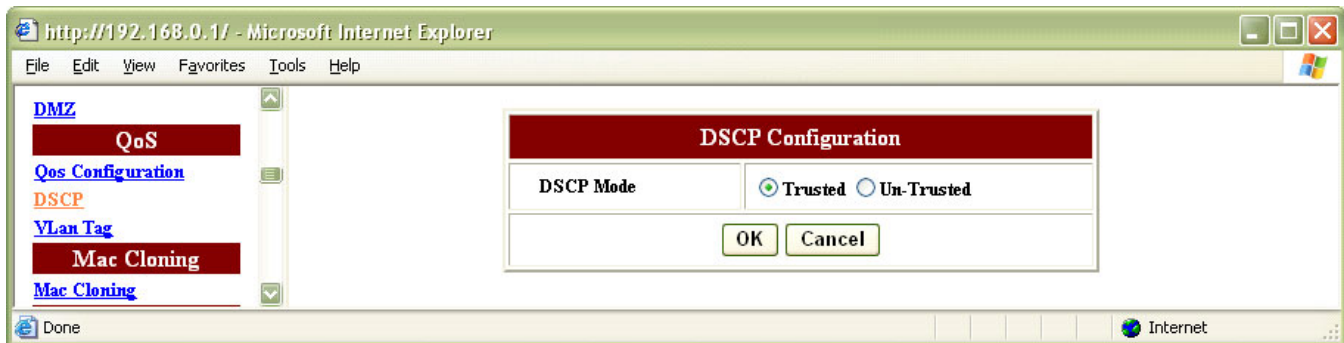 http://192.168.0.1/ - Microsoft Internet Explorer
File Edit View Favorites Tools Help
DMZ
QoS
Qos Configuration
DSCP
VLan Tag
Mac Cloning
Mac Cloning
DSCP Configuration
DSCP Mode Trusted Un-Trusted
OK Cancel
Done Internet